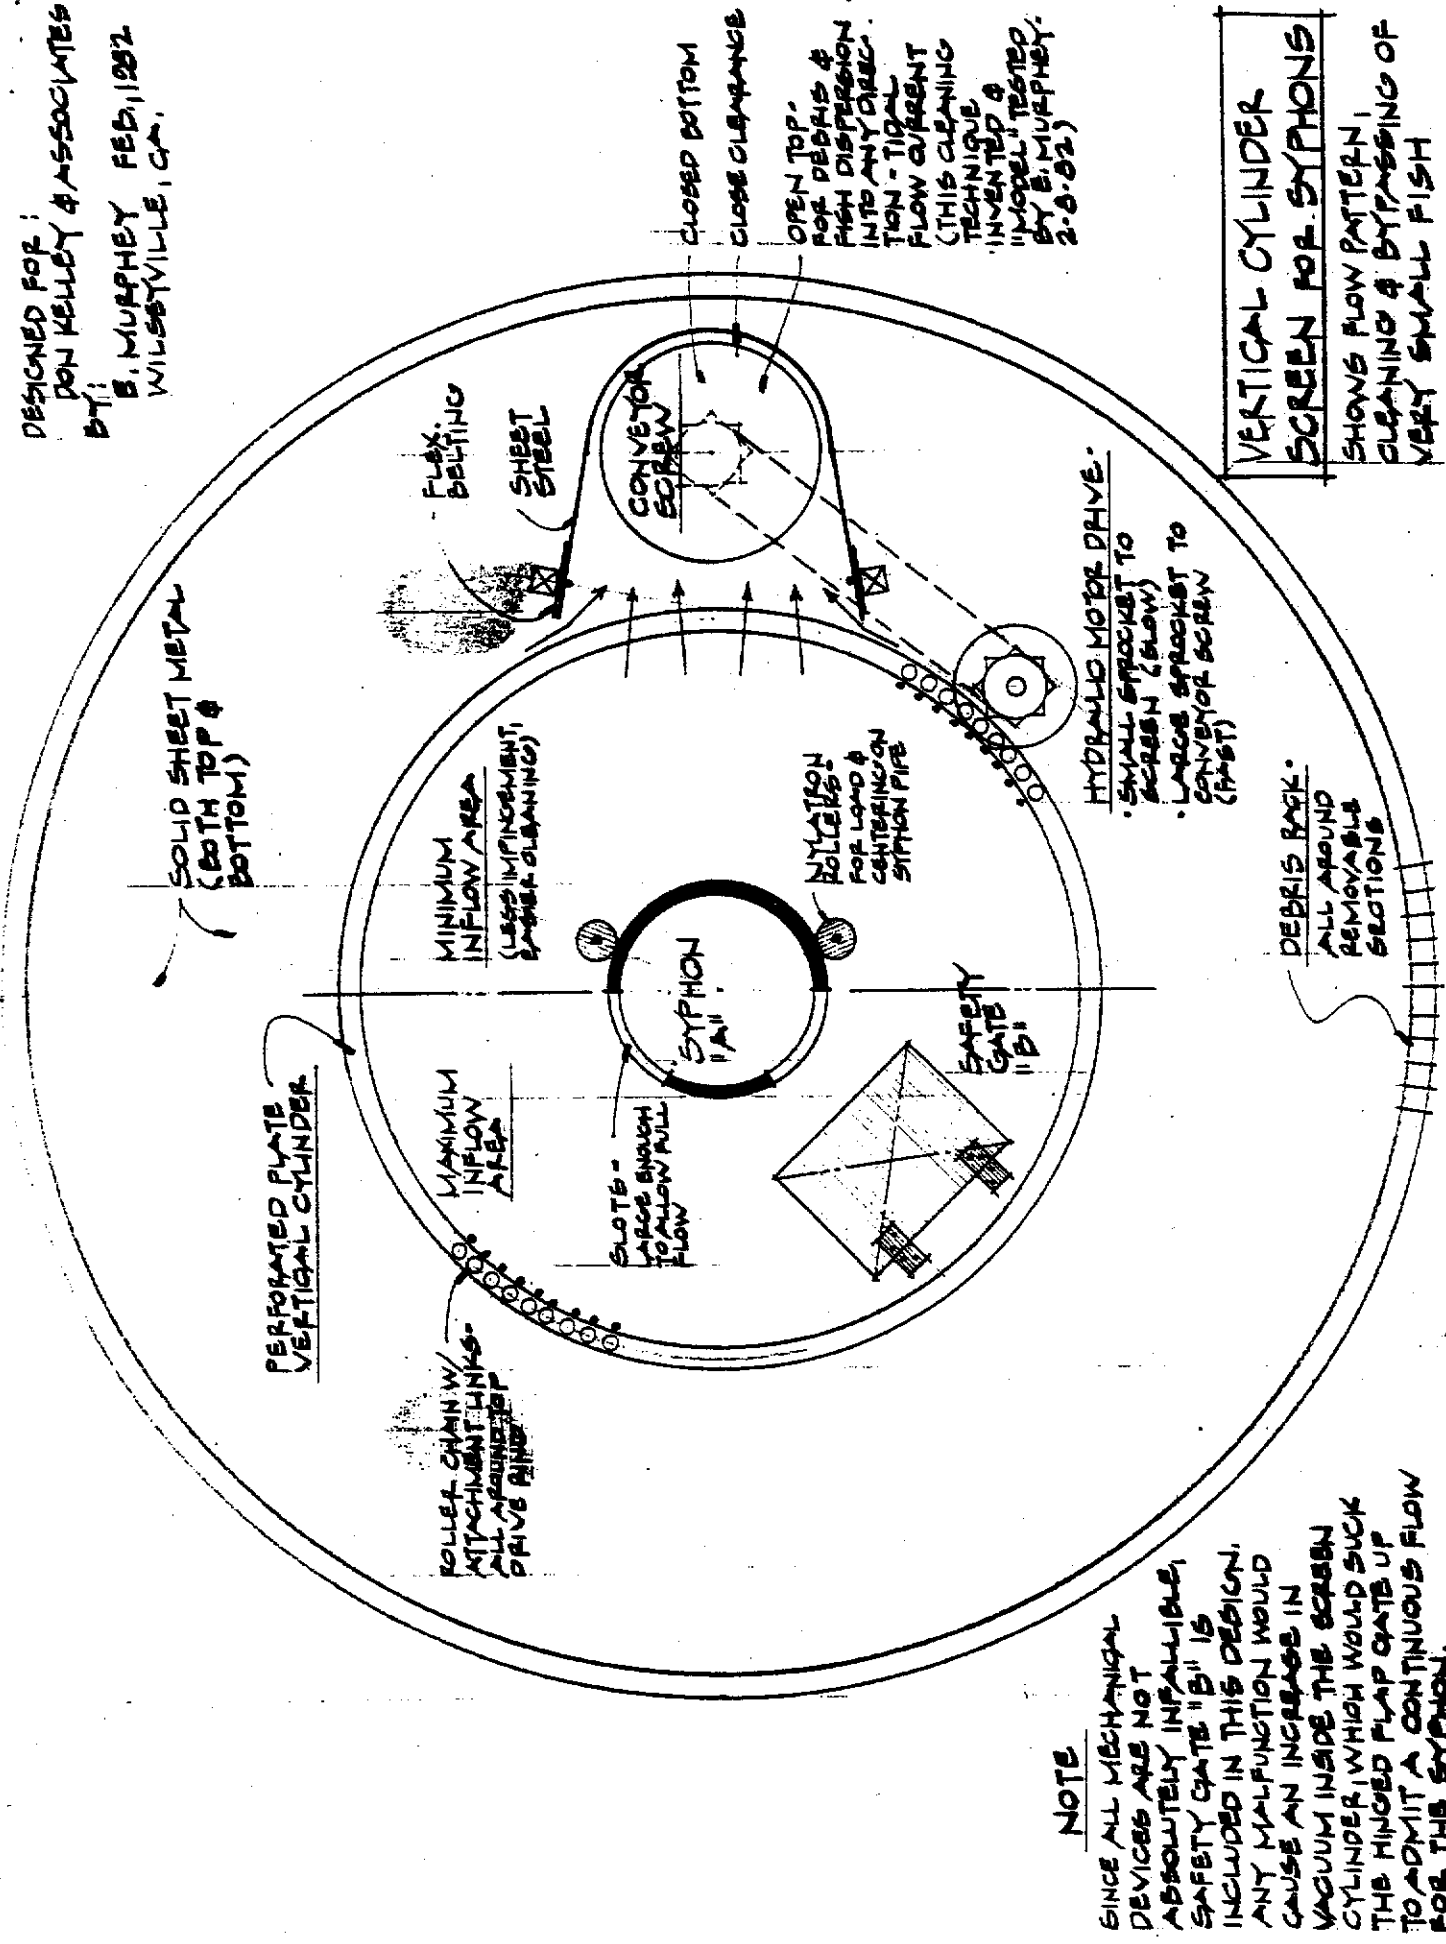 DESIGNED FOR:
DON KELLEY & ASSOCIATES
BY:
B. MURPHEY FEB, 1982
WILSEYVILLE, CA.
SOLID SHEET METAL
(BOTH TOP &
BOTTOM)
FLEX.
BELTING
SHEET
STEEL
CONVEYOR
SCREW
CLOSED BOTTOM
CLOSE CLEARANCE
OPEN TOP-
FOR DEBRIS &
FISH DISPERSION
INTO ANY DIREC-
TION - TIDAL
FLOW CURRENT
(THIS CLEANING
TECHNIQUE
INVENTED &
"MODEL" TESTED
BY B. MURPHEY.
2-8-82)
PERFORATED PLATE
VERTICAL CYLINDER
MINIMUM
INFLOW AREA
(LESS IMPINGEMENT,
EASIER CLEANING)
MAXIMUM
INFLOW
AREA
SYPHON
"A"
NYLATRON
ROLLERS-
FOR LOAD &
CENTERING ON
SYPHON PIPE
SLOTS-
LARGE ENOUGH
TO ALLOW FULL
FLOW
SAFETY
GATE
"B"
ROLLER CHAIN W/
ATTACHMENT LINKS-
ALL AROUND TOP
DRIVE RING
HYDRAULIC MOTOR DRIVE-
• SMALL SPROCKET TO
SCREEN (SLOW)
• LARGE SPROCKET TO
CONVEYOR SCREW
(FAST)
DEBRIS RACK-
ALL AROUND
REMOVABLE
SECTIONS
NOTE
SINCE ALL MECHANICAL
DEVICES ARE NOT
ABSOLUTELY INFALLIBLE,
SAFETY GATE "B" IS
INCLUDED IN THIS DESIGN.
ANY MALFUNCTION WOULD
CAUSE AN INCREASE IN
VACUUM INSIDE THE SCREEN
CYLINDER, WHICH WOULD SUCK
THE HINGED FLAP GATE UP
TO ADMIT A CONTINUOUS FLOW
FOR THE SYPHON.
VERTICAL CYLINDER
SCREEN FOR SYPHONS
SHOWS FLOW PATTERN,
CLEANING & BYPASSING OF
VERY SMALL FISH